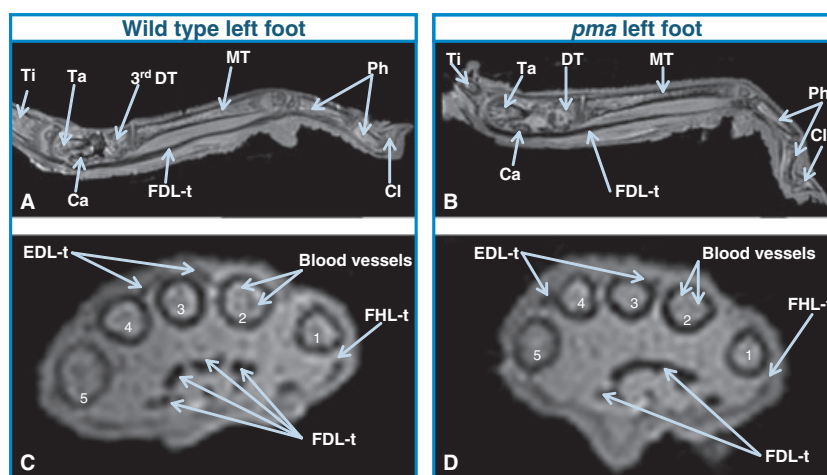 Wild type left foot
pma left foot
Ti
Ta
3rd DT
MT
Ph
Ca
FDL-t
Cl
A
Ti
Ta
DT
MT
Ph
Cl
Ca
FDL-t
B
EDL-t
Blood vessels
FHL-t
3
2
4
1
5
FDL-t
C
EDL-t
Blood vessels
FHL-t
4
3
2
5
1
FDL-t
D